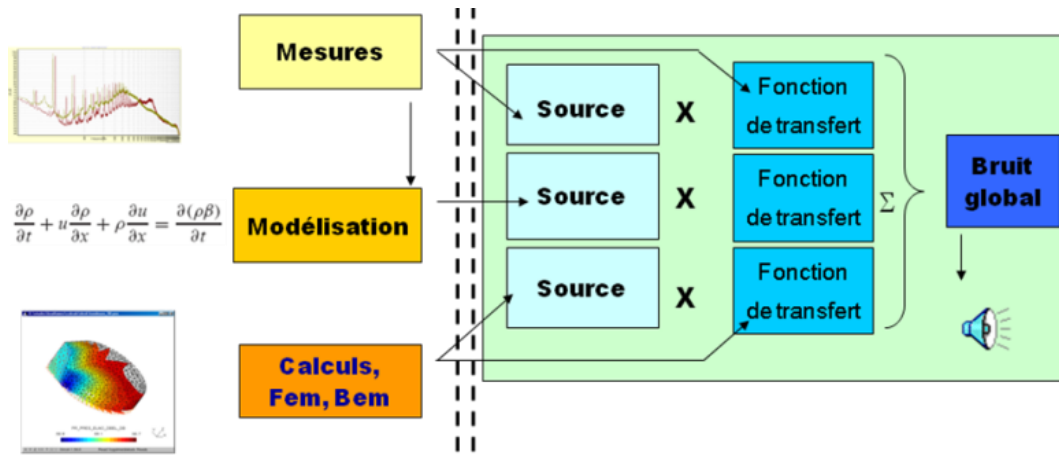 Mesures
Source
X
Fonction
de transfert
Source
X
Fonction
de transfert
Σ
Bruit
global
∂ρ/∂t + u ∂ρ/∂x + ρ ∂u/∂x = ∂(ρβ)/∂t
Modélisation
Source
X
Fonction
de transfert
Calculs,
Fem, Bem